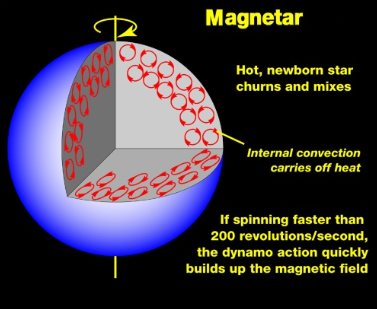 Magnetar
Hot, newborn star
churns and mixes
Internal convection
carries off heat
If spinning faster than
200 revolutions/second,
the dynamo action quickly
builds up the magnetic field